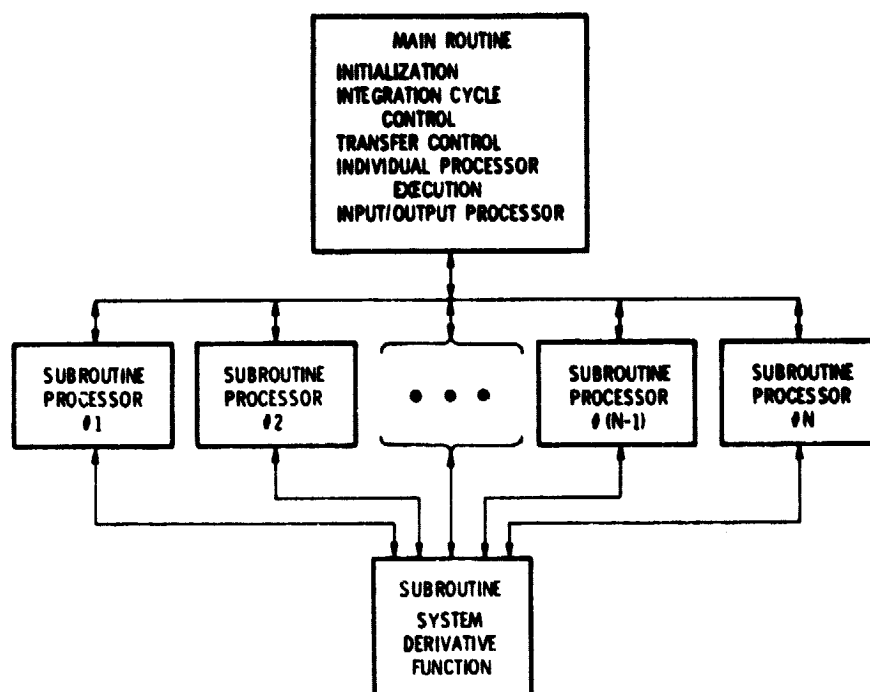 MAIN ROUTINE
INITIALIZATION
INTEGRATION CYCLE
CONTROL
TRANSFER CONTROL
INDIVIDUAL PROCESSOR
EXECUTION
INPUT/OUTPUT PROCESSOR
SUBROUTINE
PROCESSOR
#1
SUBROUTINE
PROCESSOR
#2
SUBROUTINE
PROCESSOR
#(N-1)
SUBROUTINE
PROCESSOR
#N
SUBROUTINE
SYSTEM
DERIVATIVE
FUNCTION